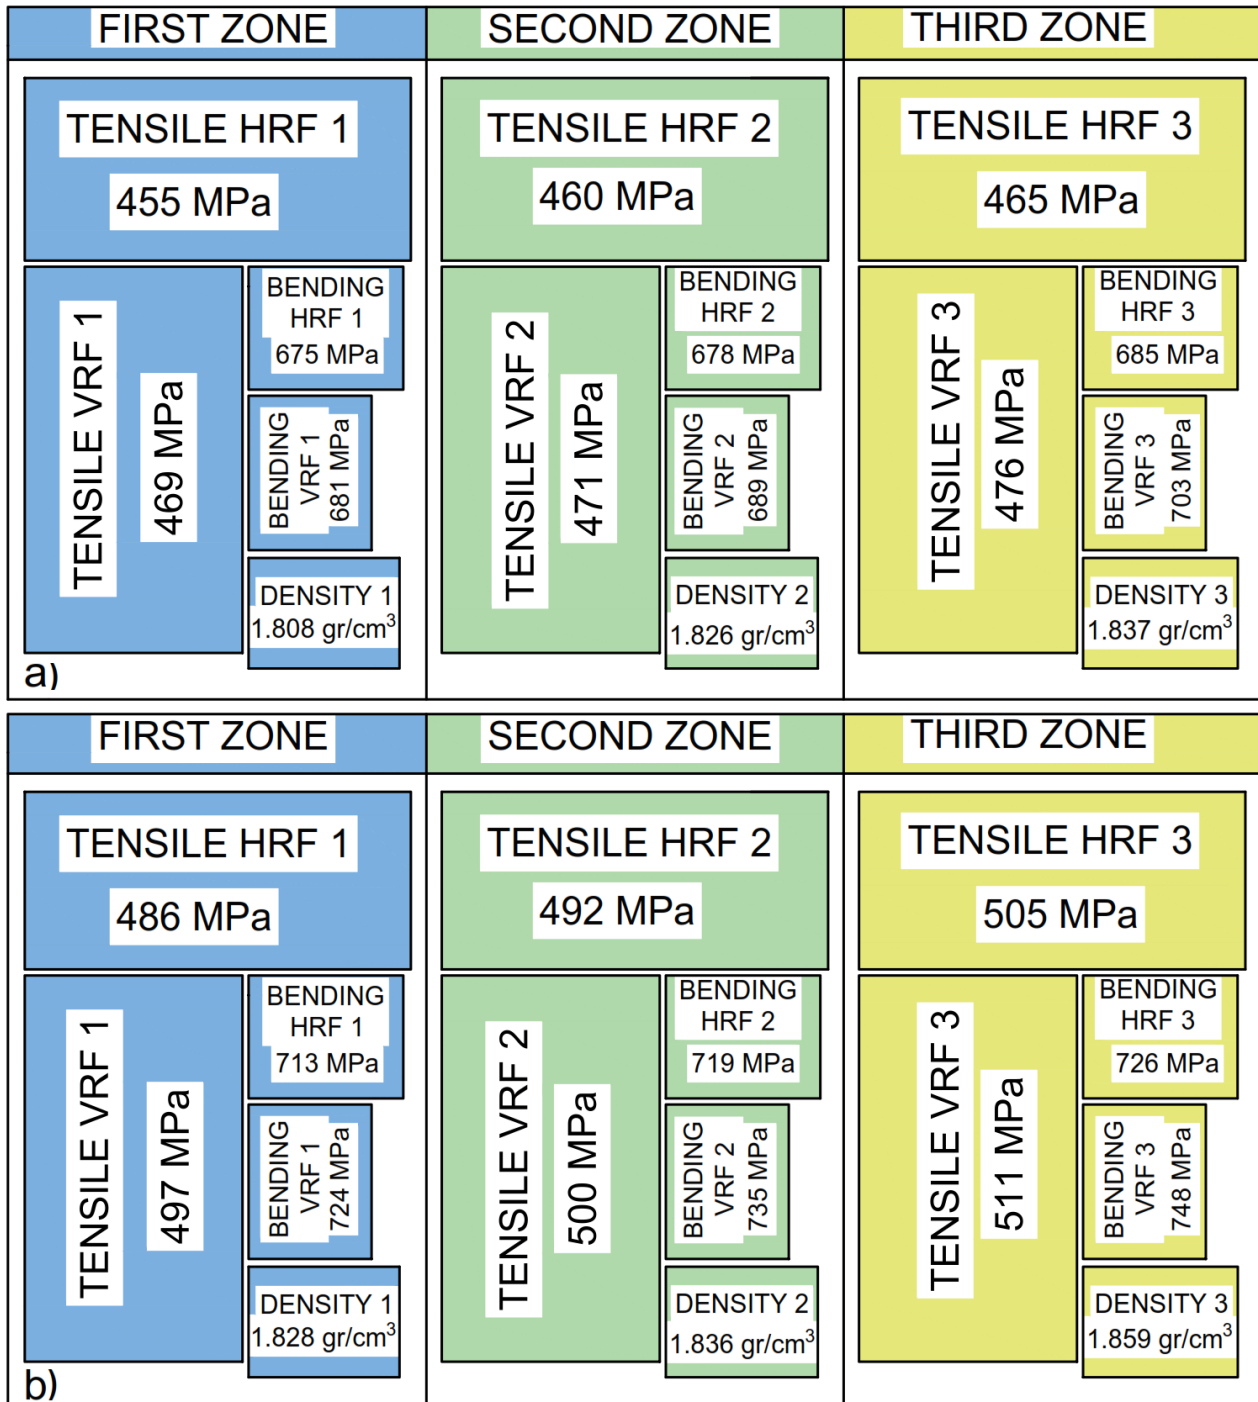 FIRST ZONE
SECOND ZONE
THIRD ZONE
TENSILE HRF 1
455 MPa
TENSILE HRF 2
460 MPa
TENSILE HRF 3
465 MPa
TENSILE VRF 1
469 MPa
BENDING
HRF 1
675 MPa
BENDING
VRF 1
681 MPa
DENSITY 1
1.808 gr/cm³
TENSILE VRF 2
471 MPa
BENDING
HRF 2
678 MPa
BENDING
VRF 2
689 MPa
DENSITY 2
1.826 gr/cm³
TENSILE VRF 3
476 MPa
BENDING
HRF 3
685 MPa
BENDING
VRF 3
703 MPa
DENSITY 3
1.837 gr/cm³
a)
FIRST ZONE
SECOND ZONE
THIRD ZONE
TENSILE HRF 1
486 MPa
TENSILE HRF 2
492 MPa
TENSILE HRF 3
505 MPa
TENSILE VRF 1
497 MPa
BENDING
HRF 1
713 MPa
BENDING
VRF 1
724 MPa
DENSITY 1
1.828 gr/cm³
TENSILE VRF 2
500 MPa
BENDING
HRF 2
719 MPa
BENDING
VRF 2
735 MPa
DENSITY 2
1.836 gr/cm³
TENSILE VRF 3
511 MPa
BENDING
HRF 3
726 MPa
BENDING
VRF 3
748 MPa
DENSITY 3
1.859 gr/cm³
b)